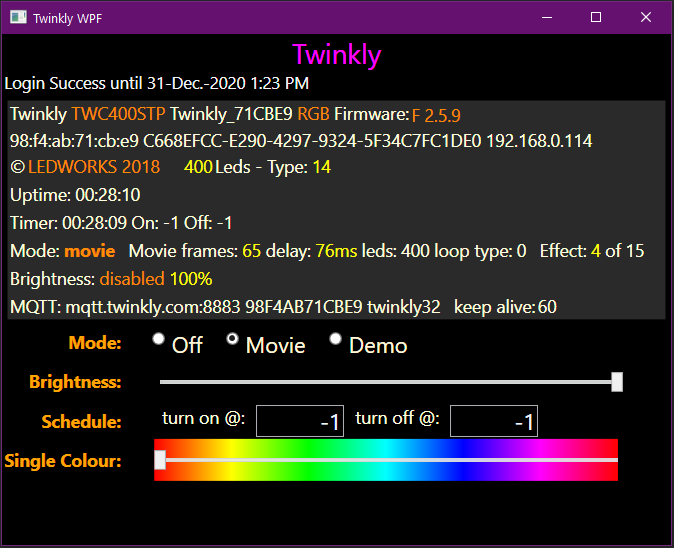 Twinkly WPF
Twinkly
Login Success until 31-Dec.-2020 1:23 PM
Twinkly TWC400STP Twinkly_71CBE9 RGB Firmware: F 2.5.9
98:f4:ab:71:cb:e9 C668EFCC-E290-4297-9324-5F34C7FC1DE0 192.168.0.114
© LEDWORKS 2018 400 Leds - Type: 14
Uptime: 00:28:10
Timer: 00:28:09 On: -1 Off: -1
Mode: movie Movie frames: 65 delay: 76ms leds: 400 loop type: 0 Effect: 4 of 15
Brightness: disabled 100%
MQTT: mqtt.twinkly.com:8883 98F4AB71CBE9 twinkly32 keep alive: 60
Mode: Off Movie Demo
Brightness:
Schedule: turn on @: -1 turn off @: -1
Single Colour: